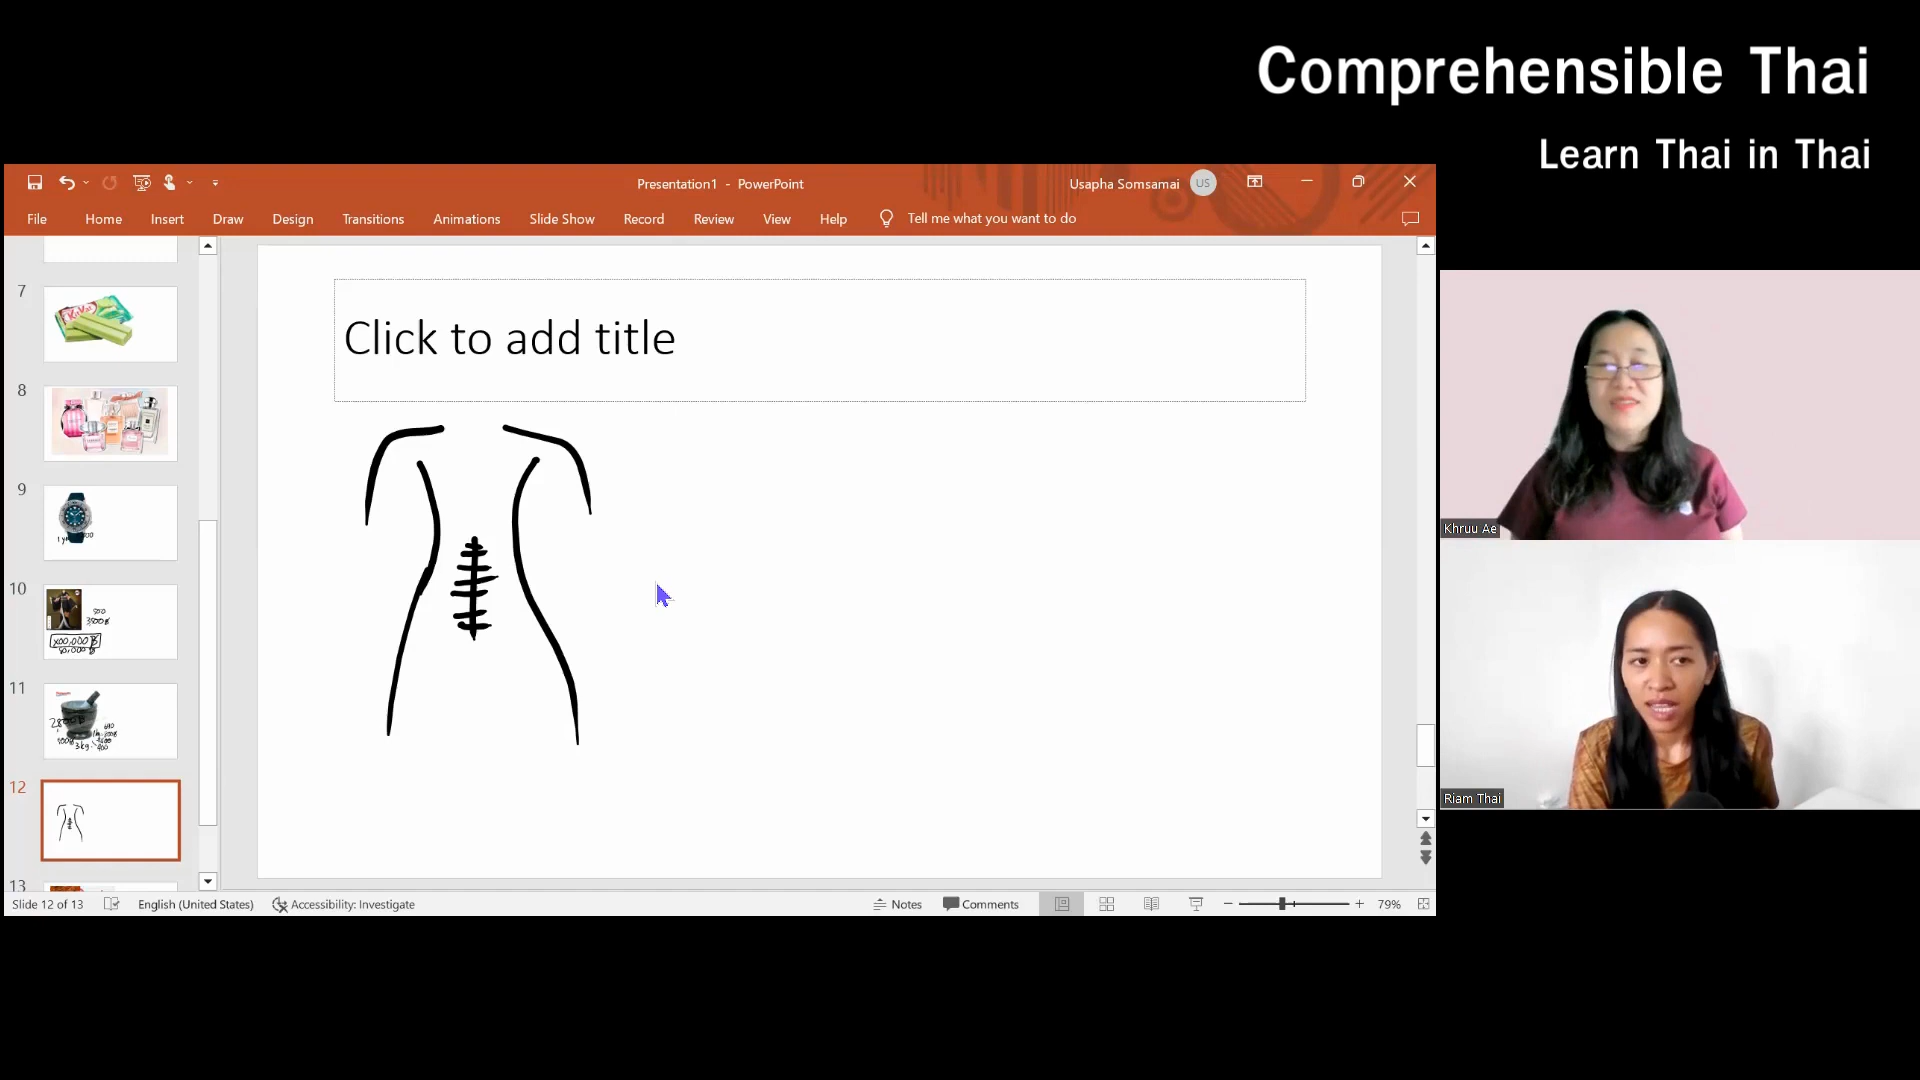 Comprehensible Thai
Learn Thai in Thai
Presentation1 - PowerPoint
Usapha Somsamai
US
File
Home
Insert
Draw
Design
Transitions
Animations
Slide Show
Record
Review
View
Help
Tell me what you want to do
7
8
9
10
11
12
13
Click to add title
Khruu Ae
Riam Thai
Slide 12 of 13
English (United States)
Accessibility: Investigate
Notes
Comments
79%